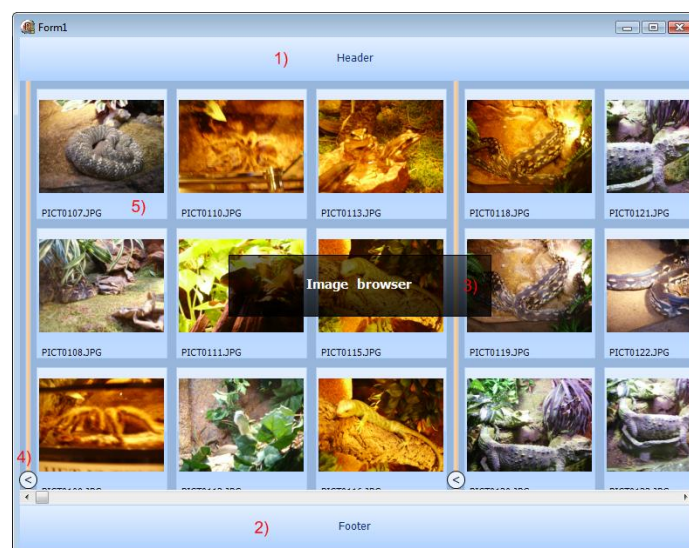 Form1
1) Header
PICT0107.JPG 5) PICT0110.JPG PICT0113.JPG PICT0118.JPG PICT0121.JPG
Image browser 3)
PICT0108.JPG PICT0111.JPG PICT0115.JPG PICT0119.JPG PICT0122.JPG
4)
< <
2) Footer